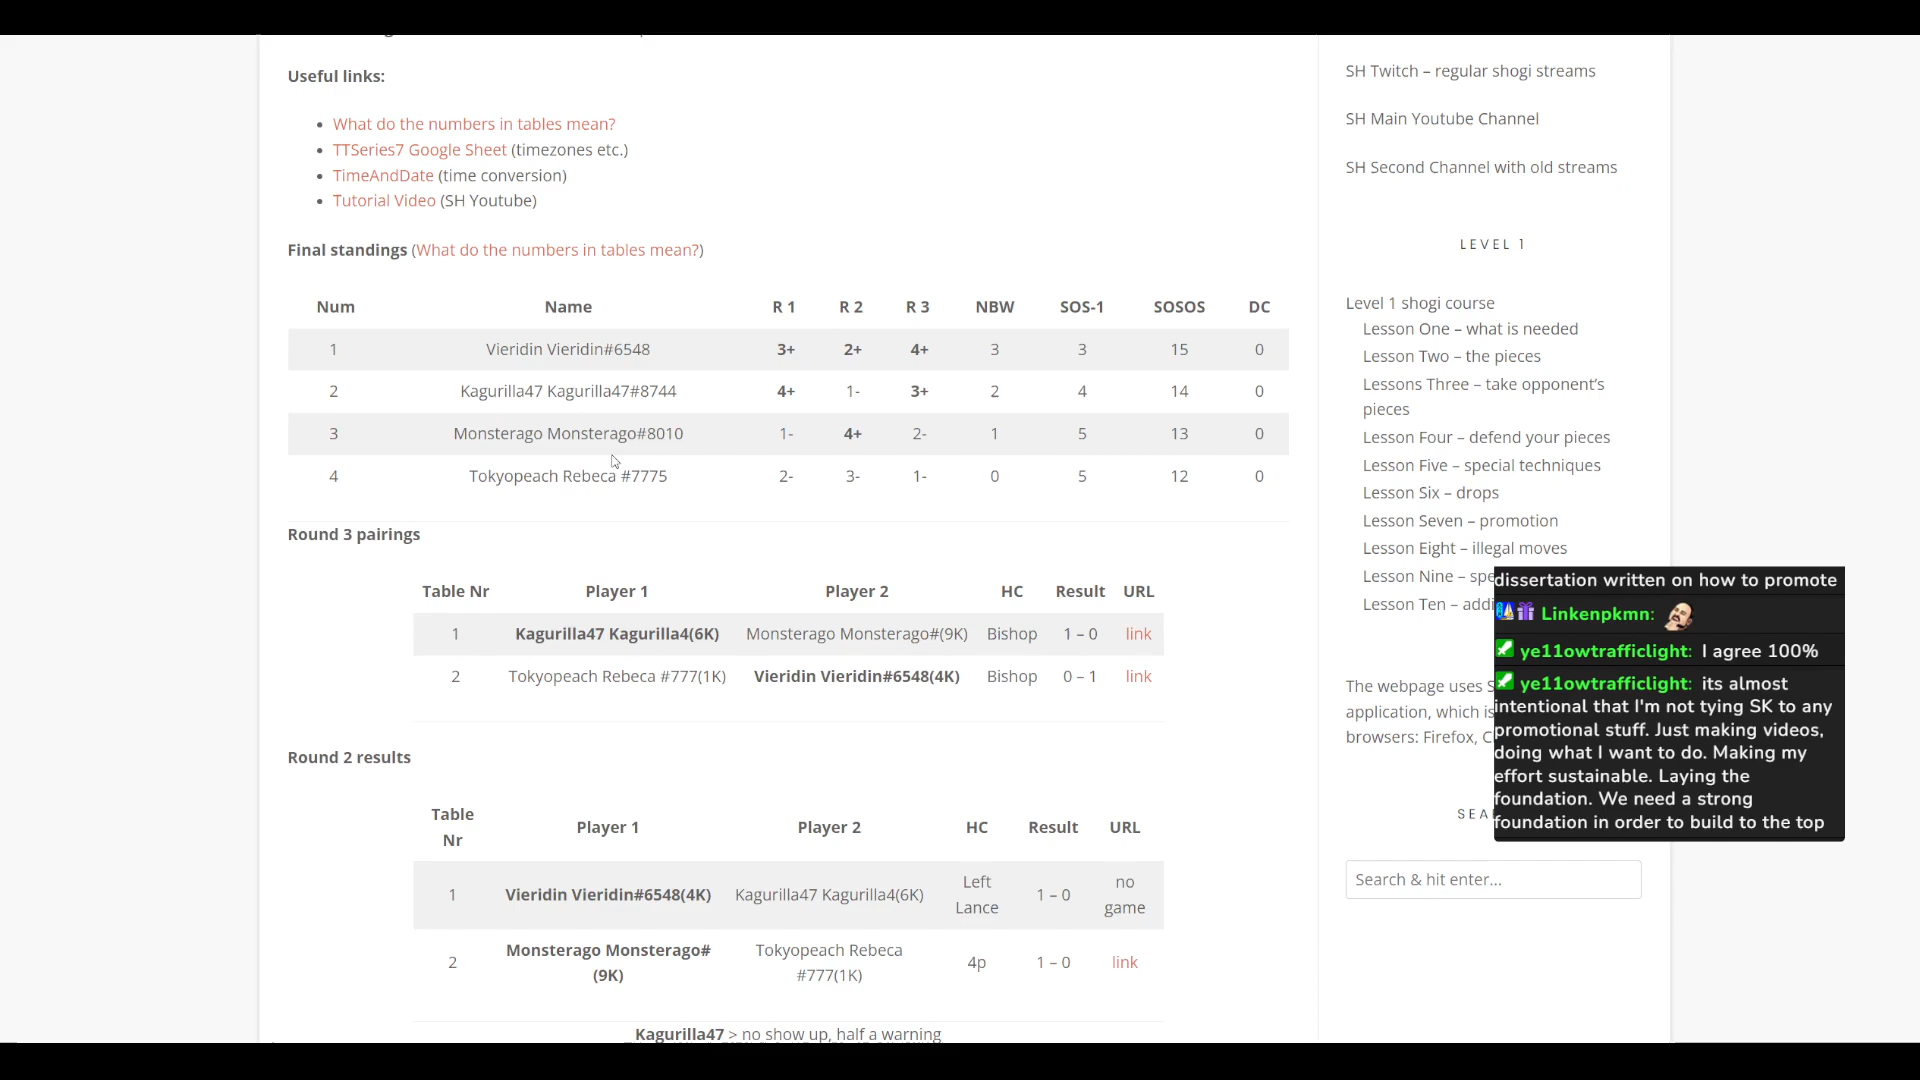 Useful links:
What do the numbers in tables mean?
TTSeries7 Google Sheet (timezones etc.)
TimeAndDate (time conversion)
Tutorial Video (SH Youtube)
Final standings (What do the numbers in tables mean?)
Num Name R 1 R 2 R 3 NBW SOS-1 SOSOS DC
1 Vieridin Vieridin#6548 3+ 2+ 4+ 3 3 15 0
2 Kagurilla47 Kagurilla47#8744 4+ 1- 3+ 2 4 14 0
3 Monsterago Monsterago#8010 1- 4+ 2- 1 5 13 0
4 Tokyopeach Rebeca #7775 2- 3- 1- 0 5 12 0
Round 3 pairings
Table Nr Player 1 Player 2 HC Result URL
1 Kagurilla47 Kagurilla4(6K) Monsterago Monsterago#(9K) Bishop 1 – 0 link
2 Tokyopeach Rebeca #777(1K) Vieridin Vieridin#6548(4K) Bishop 0 – 1 link
Round 2 results
Table
Nr Player 1 Player 2 HC Result URL
1 Vieridin Vieridin#6548(4K) Kagurilla47 Kagurilla4(6K) Left
Lance 1 – 0 no
game
2 Monsterago Monsterago#
(9K) Tokyopeach Rebeca
#777(1K) 4p 1 – 0 link
Kagurilla47 > no show up, half a warning
SH Twitch – regular shogi streams
SH Main Youtube Channel
SH Second Channel with old streams
LEVEL 1
Level 1 shogi course
Lesson One – what is needed
Lesson Two – the pieces
Lessons Three – take opponent's
pieces
Lesson Four – defend your pieces
Lesson Five – special techniques
Lesson Six – drops
Lesson Seven – promotion
Lesson Eight – illegal moves
Lesson Nine – spe
Lesson Ten – addi
The webpage uses S
application, which is
browsers: Firefox, C
SEA
Search & hit enter...
dissertation written on how to promote
Linkenpkmn:
ye11owtrafficlight: I agree 100%
ye11owtrafficlight: its almost
intentional that I'm not tying SK to any
promotional stuff. Just making videos,
doing what I want to do. Making my
effort sustainable. Laying the
foundation. We need a strong
foundation in order to build to the top